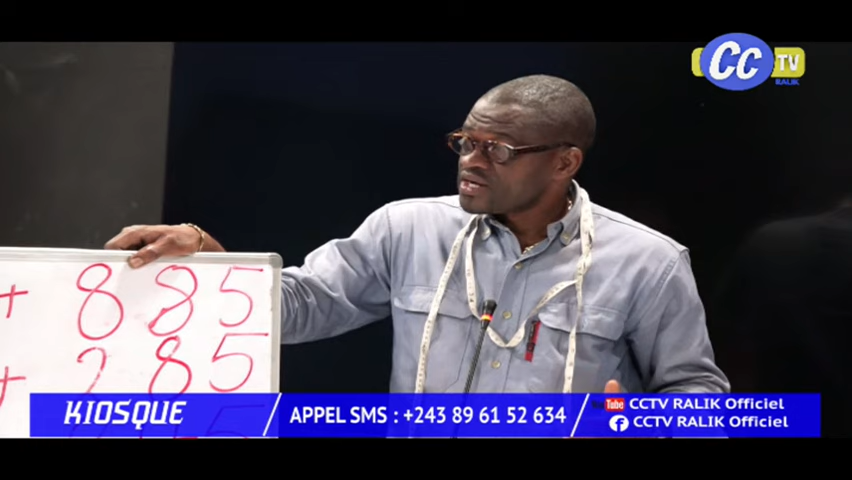 CC TV
RALIK
+ 885
+ 285
KIOSQUE
APPEL SMS : +243 89 61 52 634
Tube CCTV RALIK Officiel
CCTV RALIK Officiel